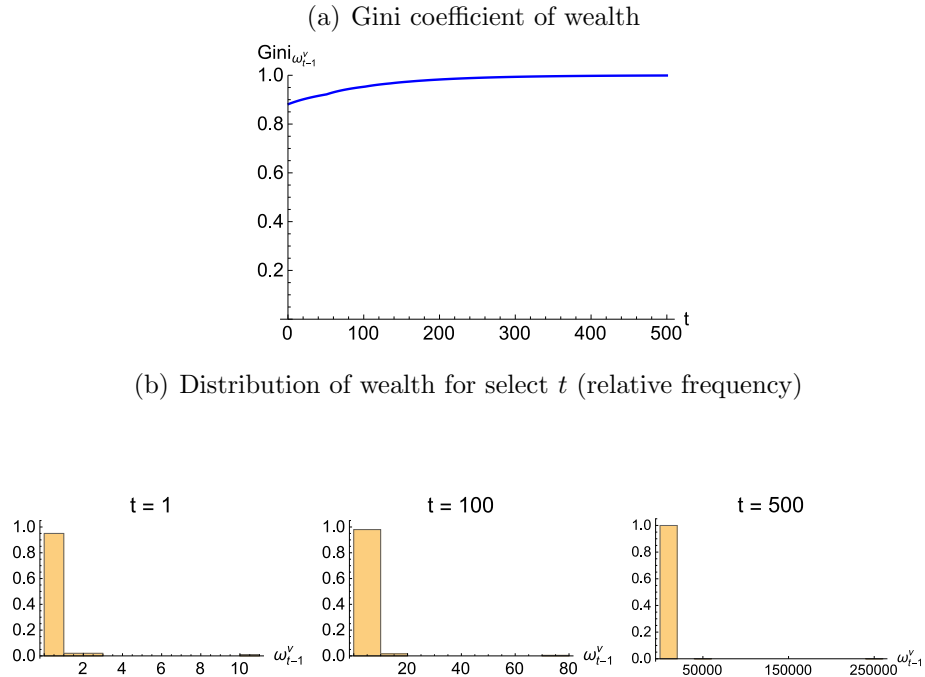 (a) Gini coefficient of wealth
Gini ω^v_{t−1}
1.0
0.8
0.6
0.4
0.2
0 100 200 300 400 500 t
(b) Distribution of wealth for select t (relative frequency)
t = 1
1.0
0.8
0.6
0.4
0.2
0.0
2 4 6 8 10 ω^v_{t−1}
t = 100
1.0
0.8
0.6
0.4
0.2
0.0
20 40 60 80 ω^v_{t−1}
t = 500
1.0
0.8
0.6
0.4
0.2
0.0
50000 150000 250000 ω^v_{t−1}